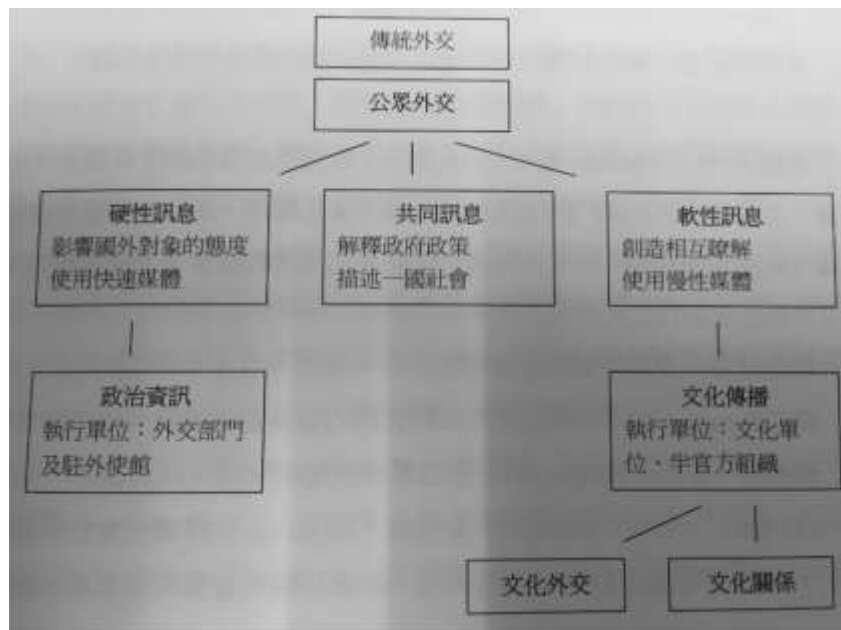 傳統外交
公眾外交
硬性訊息
影響國外對象的態度
使用快速媒體
共同訊息
解釋政府政策
描述一國社會
軟性訊息
創造相互瞭解
使用慢性媒體
政治資訊
執行單位：外交部門
及駐外使館
文化傳播
執行單位：文化單
位、半官方組織
文化外交
文化關係